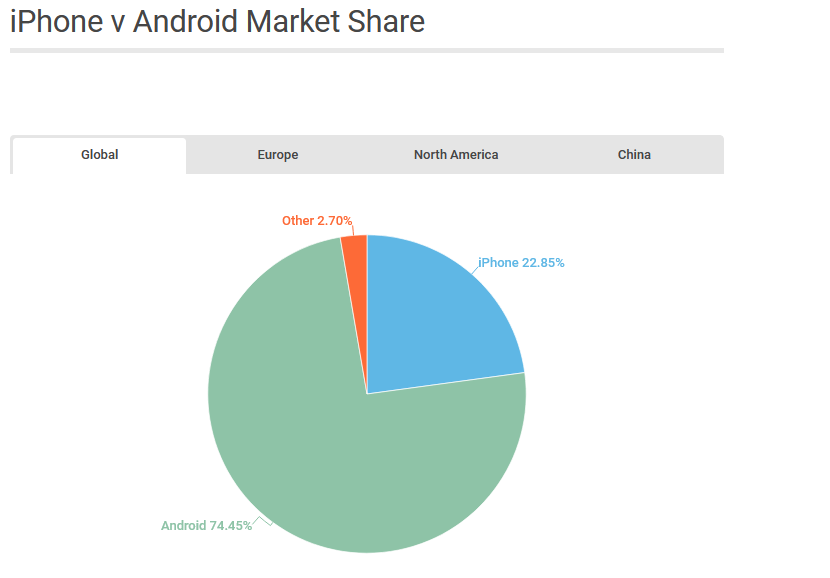 iPhone v Android Market Share
Global Europe North America China
Other 2.70%
iPhone 22.85%
Android 74.45%